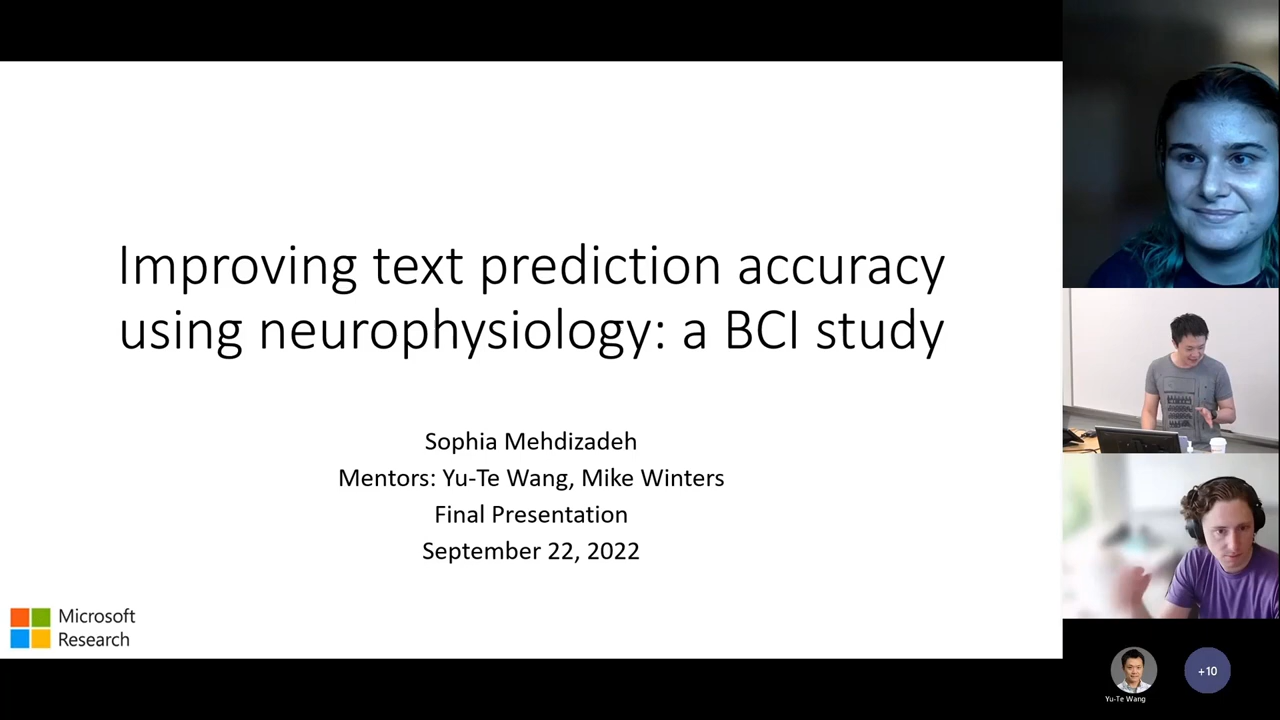 Improving text prediction accuracy
using neurophysiology: a BCI study
Sophia Mehdizadeh
Mentors: Yu-Te Wang, Mike Winters
Final Presentation
September 22, 2022
Microsoft
Research
Yu-Te Wang
+10